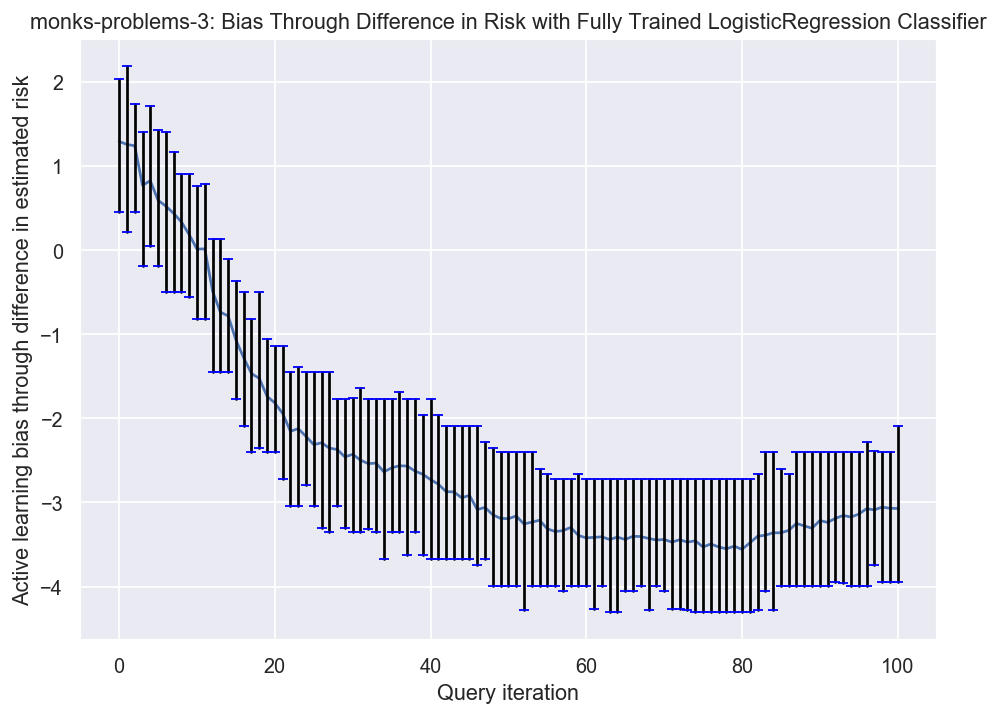 monks-problems-3: Bias Through Difference in Risk with Fully Trained LogisticRegression Classifier
Active learning bias through difference in estimated risk
2
1
0
−1
−2
−3
−4
0 20 40 60 80 100
Query iteration